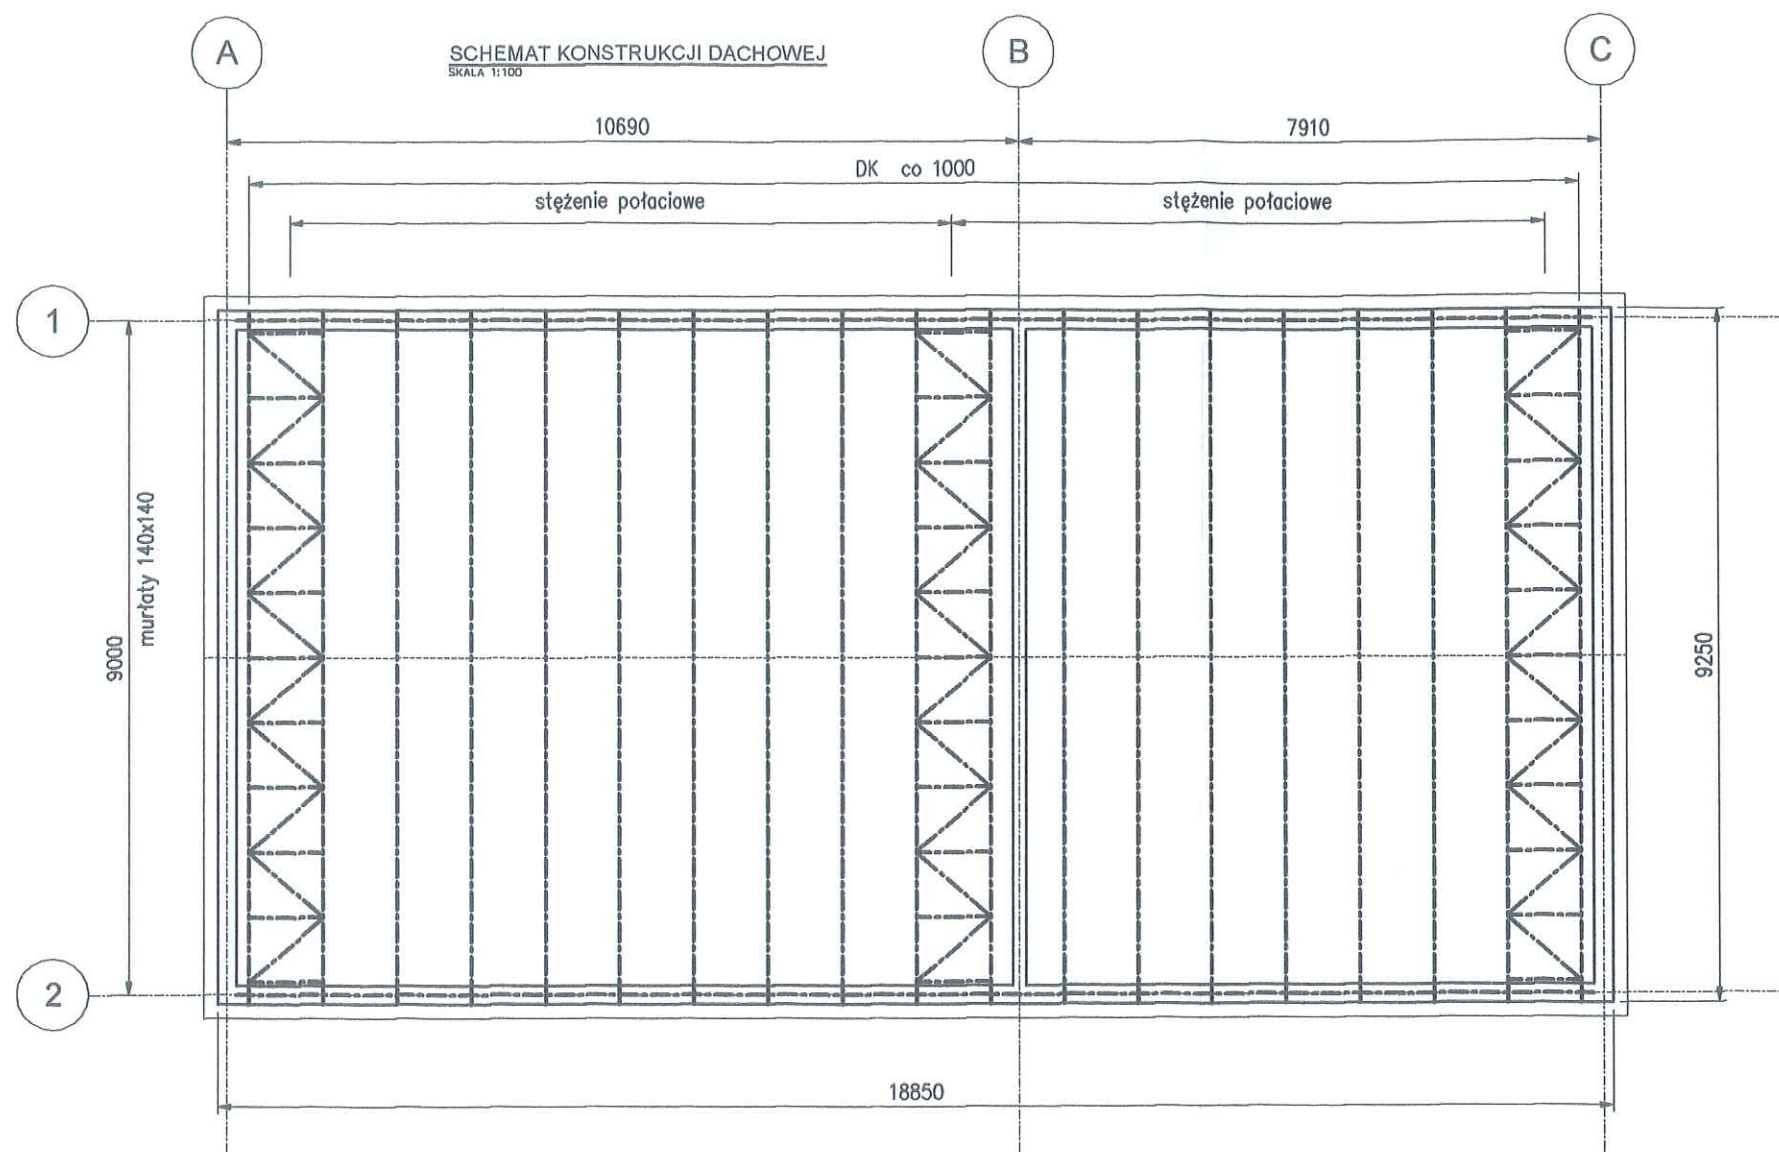 A
B
C
SCHEMAT KONSTRUKCJI DACHOWEJ
SKALA 1:100
10690
7910
DK co 1000
stężenie połaciowe
stężenie połaciowe
1
murłaty 140x140
9000
9250
2
18850